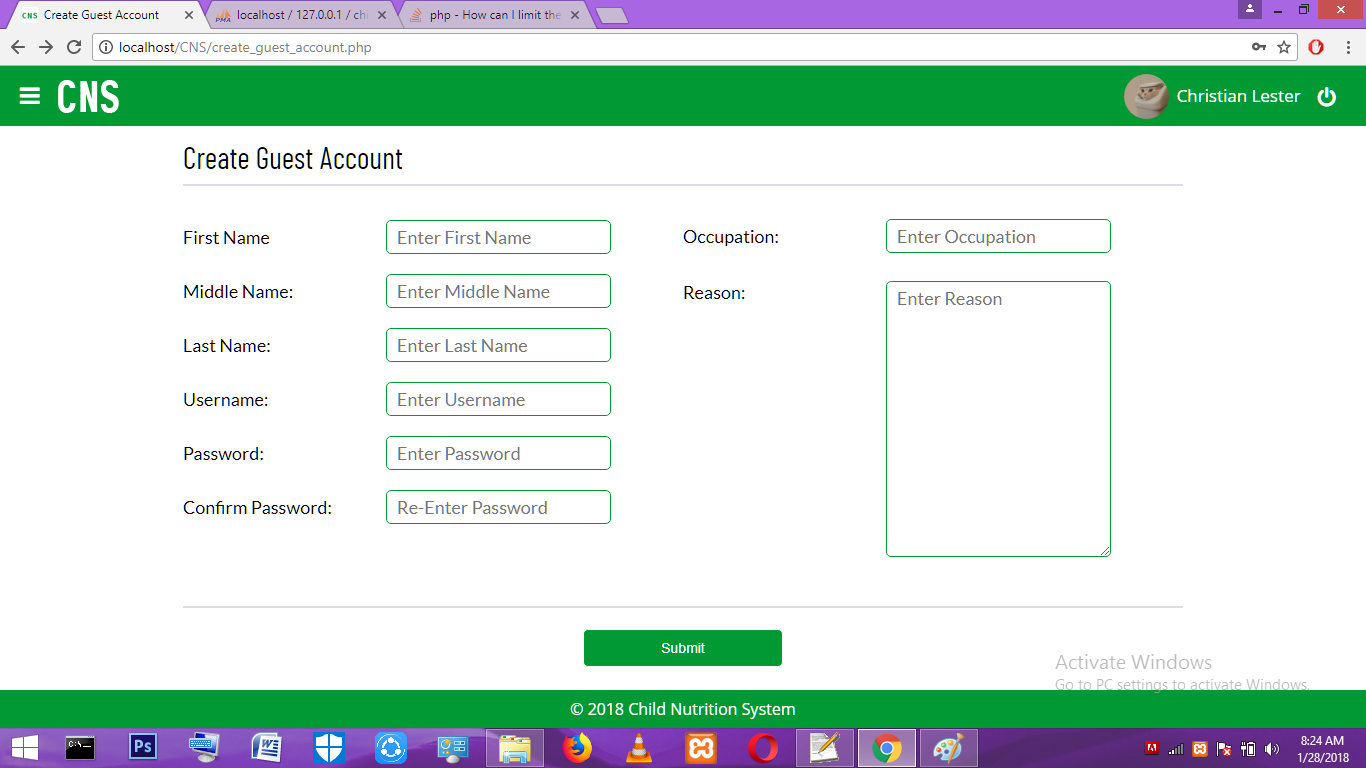 CNS Create Guest Account
PMA localhost / 127.0.0.1 / chi
php - How can I limit the
localhost/CNS/create_guest_account.php
CNS
Christian Lester
Create Guest Account
First Name
Enter First Name
Occupation:
Enter Occupation
Middle Name:
Enter Middle Name
Reason:
Enter Reason
Last Name:
Enter Last Name
Username:
Enter Username
Password:
Enter Password
Confirm Password:
Re-Enter Password
Submit
Activate Windows
Go to PC settings to activate Windows.
© 2018 Child Nutrition System
C:\_
Ps
W
8:24 AM
1/28/2018